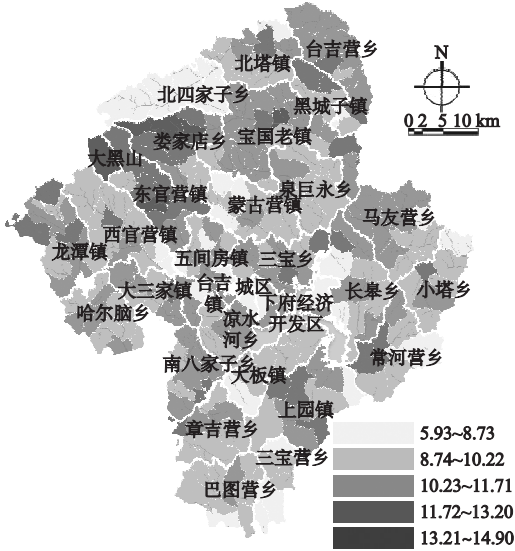 台吉营乡
北塔镇
N
北四家子乡
黑城子镇
0 2 5 10 km
娄家店乡
宝国老镇
大黑山
东官营镇
泉巨永乡
蒙古营镇
马友营乡
西官营镇
龙潭镇
五间房镇
三宝乡
台吉
镇
城区
大三家镇
长皋乡
小塔乡
下府经济
开发区
哈尔脑乡
凉水
河乡
常河营乡
南八家子乡
大板镇
上园镇
章吉营乡
三宝营乡
巴图营乡
5.93~8.73
8.74~10.22
10.23~11.71
11.72~13.20
13.21~14.90